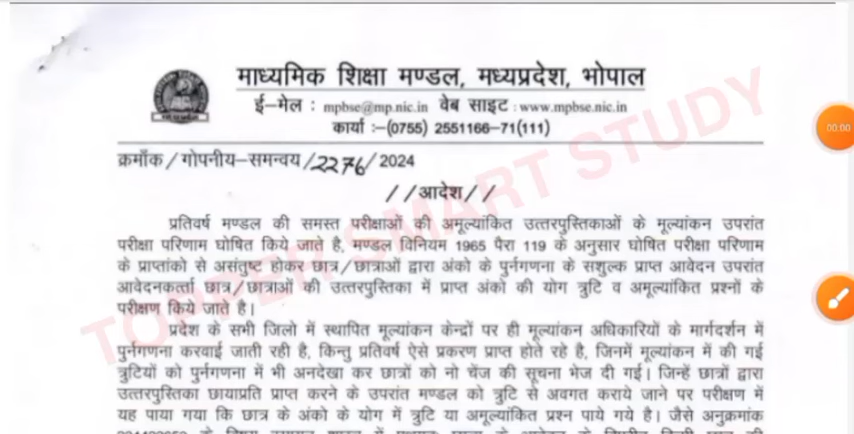 माध्यमिक शिक्षा मण्डल, मध्यप्रदेश, भोपाल
ई–मेल : mpbse@mp.nic.in वेब साइट : www.mpbse.nic.in
कार्या :–(0755) 2551166–71(111)
00:00
क्रमाँक/गोपनीय–समन्वय/2276/2024
//आदेश//
प्रतिवर्ष मण्डल की समस्त परीक्षाओं की अमूल्यांकित उत्तरपुस्तिकाओं के मूल्यांकन उपरांत
परीक्षा परिणाम घोषित किये जाते है, मण्डल विनियम 1965 पैरा 119 के अनुसार घोषित परीक्षा परिणाम
के प्राप्तांको से असंतुष्ट होकर छात्र/छात्राओं द्वारा अंको के पुर्नगणना के सशुल्क प्राप्त आवेदन उपरांत
आवेदनकर्त्ता छात्र/छात्राओं की उत्तरपुस्तिका में प्राप्त अंकों की योग त्रुटि व अमूल्यांकित प्रश्नों के
परीक्षण किये जाते है।
प्रदेश के सभी जिलो में स्थापित मूल्यांकन केन्द्रों पर ही मूल्यांकन अधिकारियों के मार्गदर्शन में
पुर्नगणना करवाई जाती रही है, किन्तु प्रतिवर्ष ऐसे प्रकरण प्राप्त होते रहे है, जिनमें मूल्यांकन में की गई
त्रुटियों को पुर्नगणना में भी अनदेखा कर छात्रों को नो चेंज की सूचना भेज दी गई। जिन्हें छात्रों द्वारा
उत्तरपुस्तिका छायाप्रति प्राप्त करने के उपरांत मण्डल को त्रुटि से अवगत कराये जाने पर परीक्षण में
यह पाया गया कि छात्र के अंको के योग में त्रुटि या अमूल्यांकित प्रश्न पाये गये है। जैसे अनुक्रमांक
TOPPER SMART STUDY